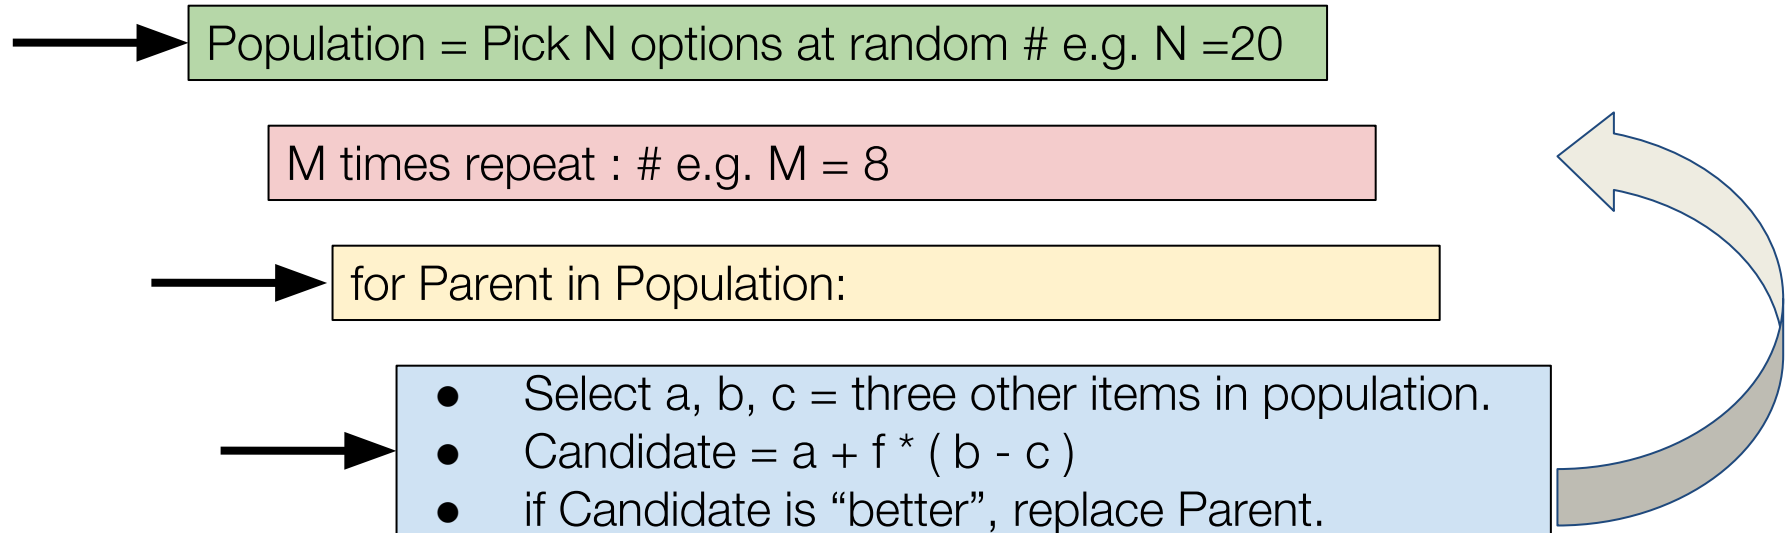 Population = Pick N options at random # e.g. N =20
M times repeat : # e.g. M = 8
for Parent in Population:
● Select a, b, c = three other items in population.
● Candidate = a + f * ( b - c )
● if Candidate is “better”, replace Parent.